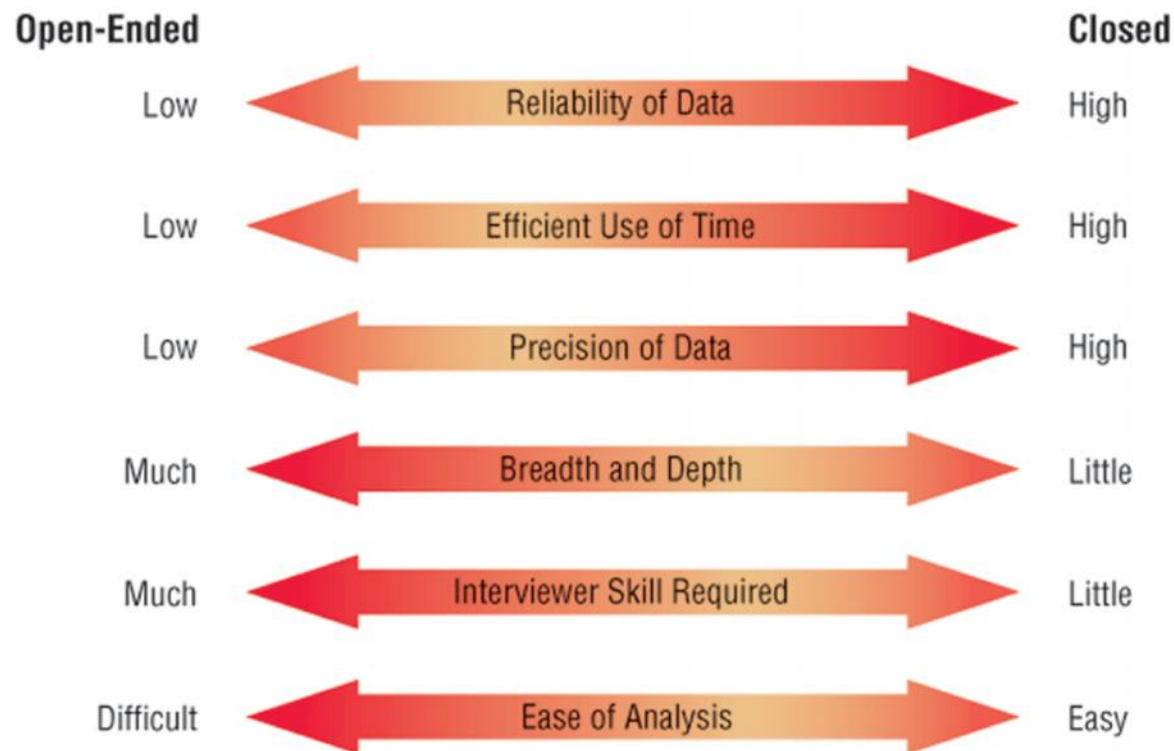 Open-Ended Closed
Low Reliability of Data High
Low Efficient Use of Time High
Low Precision of Data High
Much Breadth and Depth Little
Much Interviewer Skill Required Little
Difficult Ease of Analysis Easy